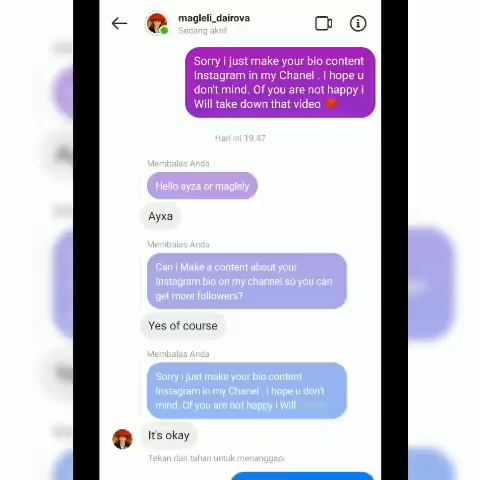 magleli_dairova
Sedang aktif
Sorry i just make your bio content
Instagram in my Chanel . I hope u
don't mind. Of you are not happy i
Will take down that video ❤️
Hari ini 19.47
Membalas Anda
Hello ayza or maglely
Ayxa
Membalas Anda
Can i Make a content about your
Instagram bio on my channel.so you can
get more followers?
Yes of course
Membalas Anda
Sorry i just make your bio content
Instagram in my Chanel . I hope u don't
mind. Of you are not happy i Will
It's okay
Tekan dan tahan untuk menanggapi